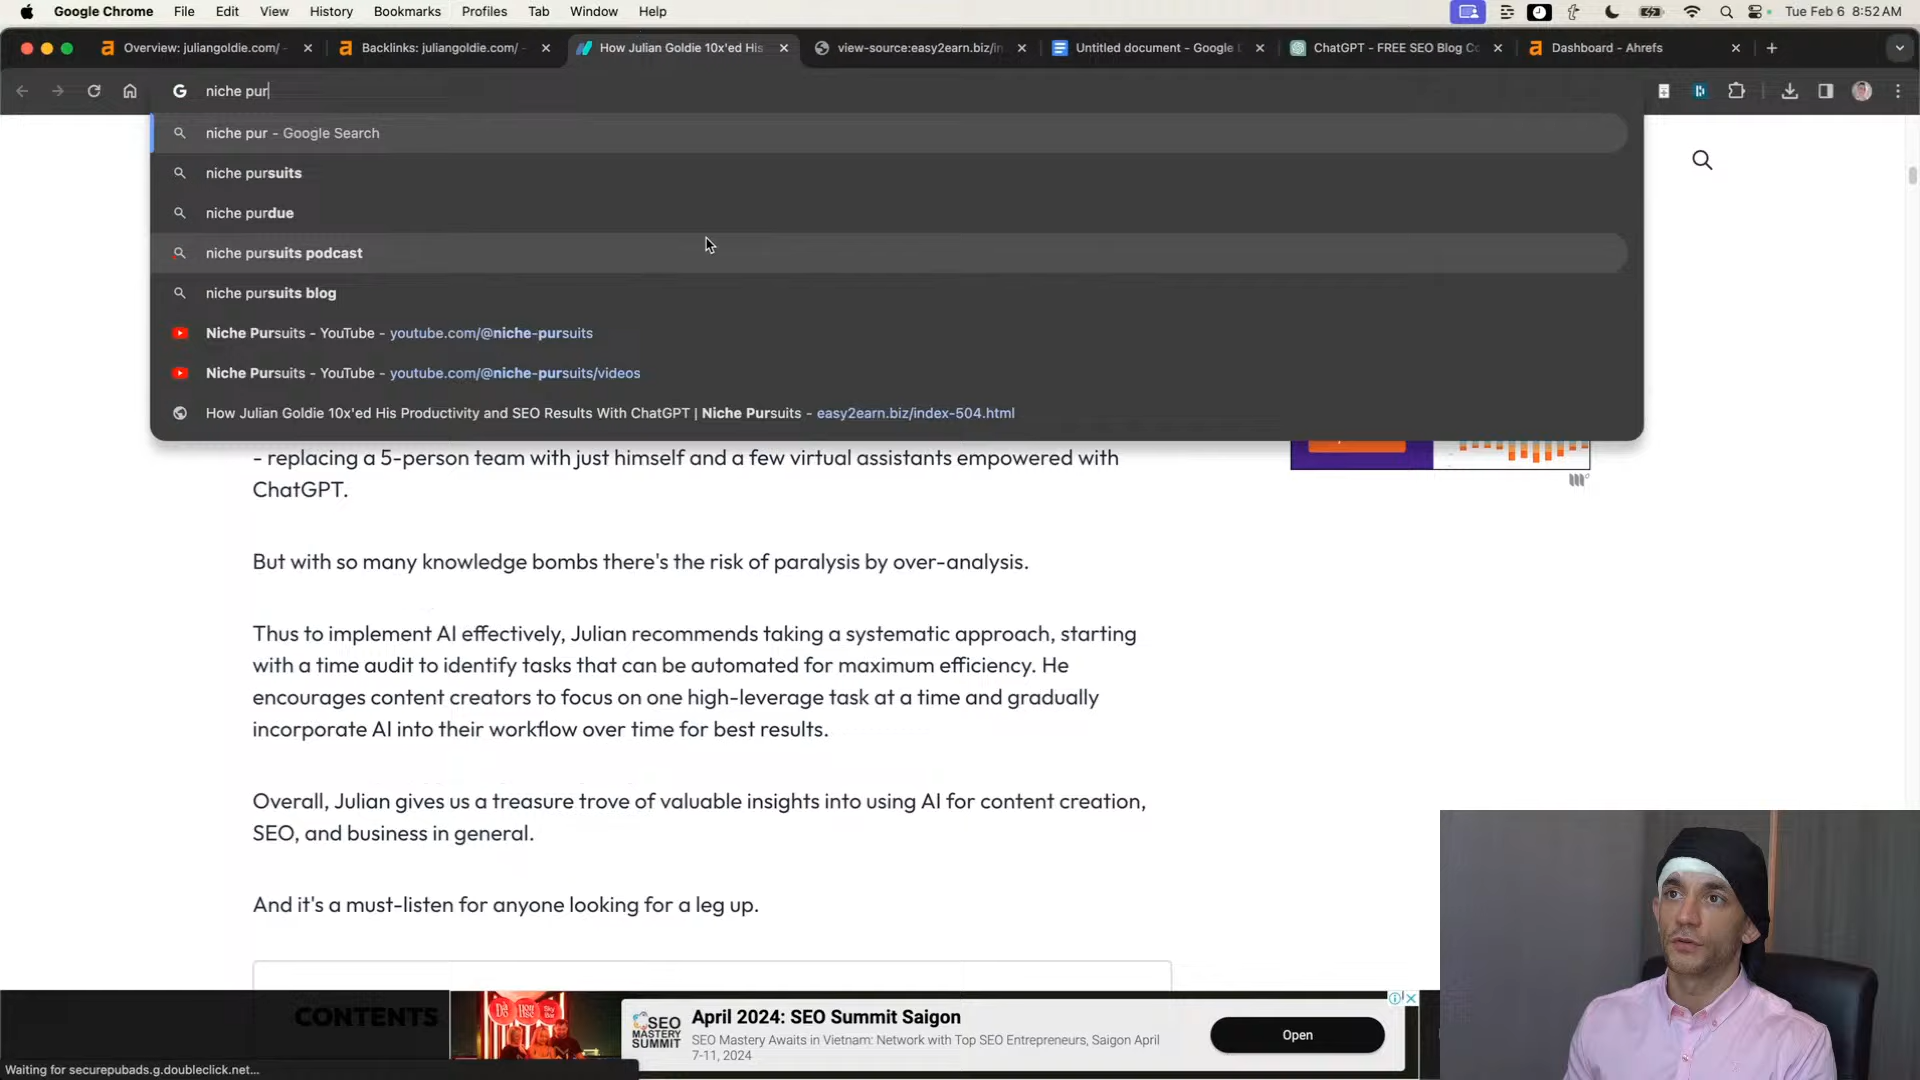 Google Chrome File Edit View History Bookmarks Profiles Tab Window Help Tue Feb 6 8:52 AM
Overview: juliangoldie.com/ - Backlinks: juliangoldie.com/ - How Julian Goldie 10x'ed His view-source:easy2earn.biz/in Untitled document - Google ChatGPT - FREE SEO Blog Co Dashboard - Ahrefs
niche pur
niche pur - Google Search
niche pursuits
niche purdue
niche pursuits podcast
niche pursuits blog
Niche Pursuits - YouTube - youtube.com/@niche-pursuits
Niche Pursuits - YouTube - youtube.com/@niche-pursuits/videos
How Julian Goldie 10x'ed His Productivity and SEO Results With ChatGPT | Niche Pursuits - easy2earn.biz/index-504.html
- replacing a 5-person team with just himself and a few virtual assistants empowered with
ChatGPT.
But with so many knowledge bombs there's the risk of paralysis by over-analysis.
Thus to implement AI effectively, Julian recommends taking a systematic approach, starting
with a time audit to identify tasks that can be automated for maximum efficiency. He
encourages content creators to focus on one high-leverage task at a time and gradually
incorporate AI into their workflow over time for best results.
Overall, Julian gives us a treasure trove of valuable insights into using AI for content creation,
SEO, and business in general.
And it's a must-listen for anyone looking for a leg up.
CONTENTS
SEO
MASTERY
SUMMIT
April 2024: SEO Summit Saigon
SEO Mastery Awaits in Vietnam: Network with Top SEO Entrepreneurs, Saigon April
7-11, 2024
Open
Waiting for securepubads.g.doubleclick.net...